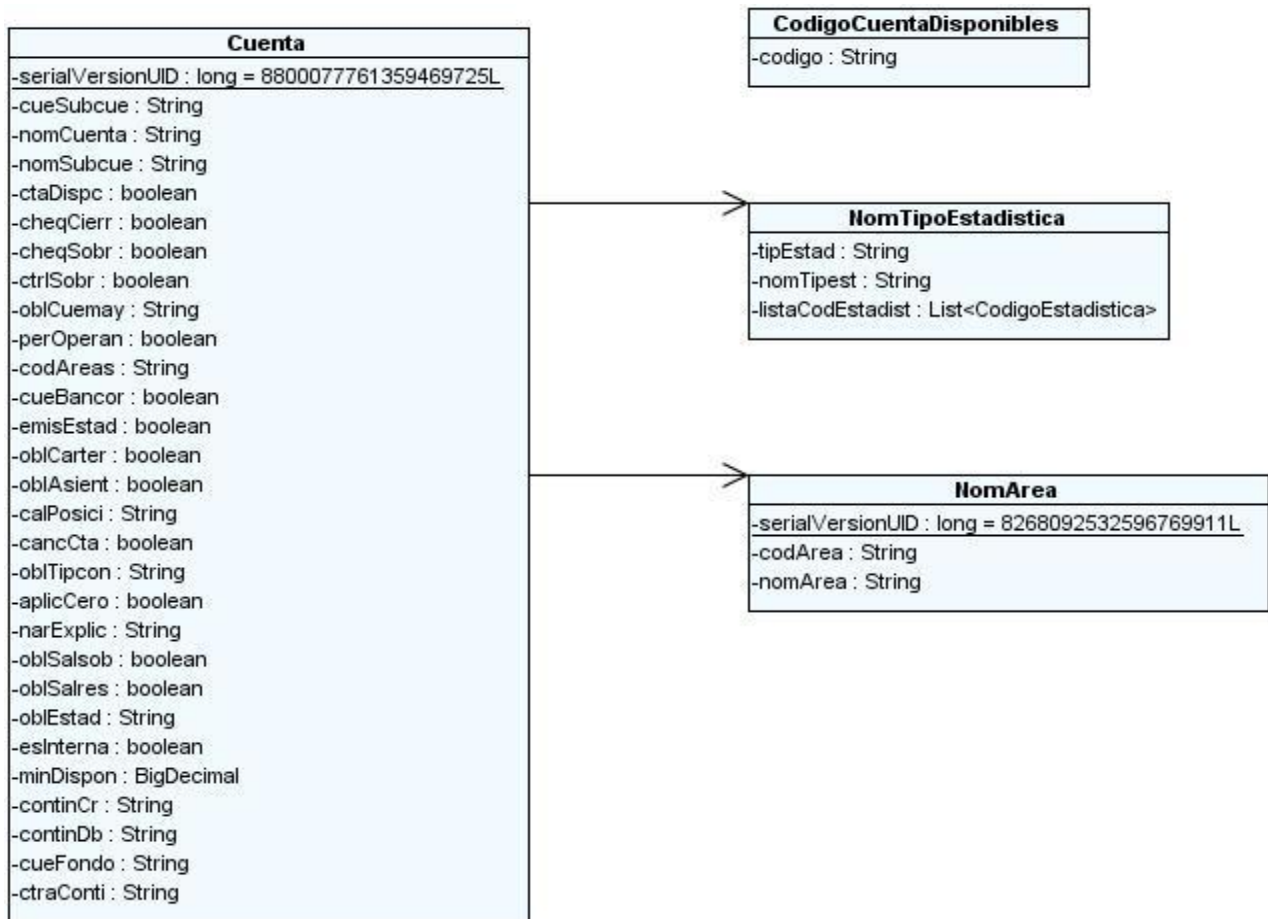 Cuenta
-serialVersionUID : long = 8800077761359469725L
-cueSubcue : String
-nomCuenta : String
-nomSubcue : String
-ctaDispc : boolean
-cheqCierr : boolean
-cheqSobr : boolean
-ctrlSobr : boolean
-oblCuemay : String
-perOperan : boolean
-codAreas : String
-cueBancor : boolean
-emisEstad : boolean
-oblCarter : boolean
-oblAsient : boolean
-calPosici : String
-cancCta : boolean
-oblTipcon : String
-aplicCero : boolean
-narExplic : String
-oblSalsob : boolean
-oblSalres : boolean
-oblEstad : String
-esInterna : boolean
-minDispon : BigDecimal
-continCr : String
-continDb : String
-cueFondo : String
-ctraConti : String
CodigoCuentaDisponibles
-codigo : String
NomTipoEstadistica
-tipEstad : String
-nomTipest : String
-listaCodEstadist : List<CodigoEstadistica>
NomArea
-serialVersionUID : long = 8268092532596769911L
-codArea : String
-nomArea : String